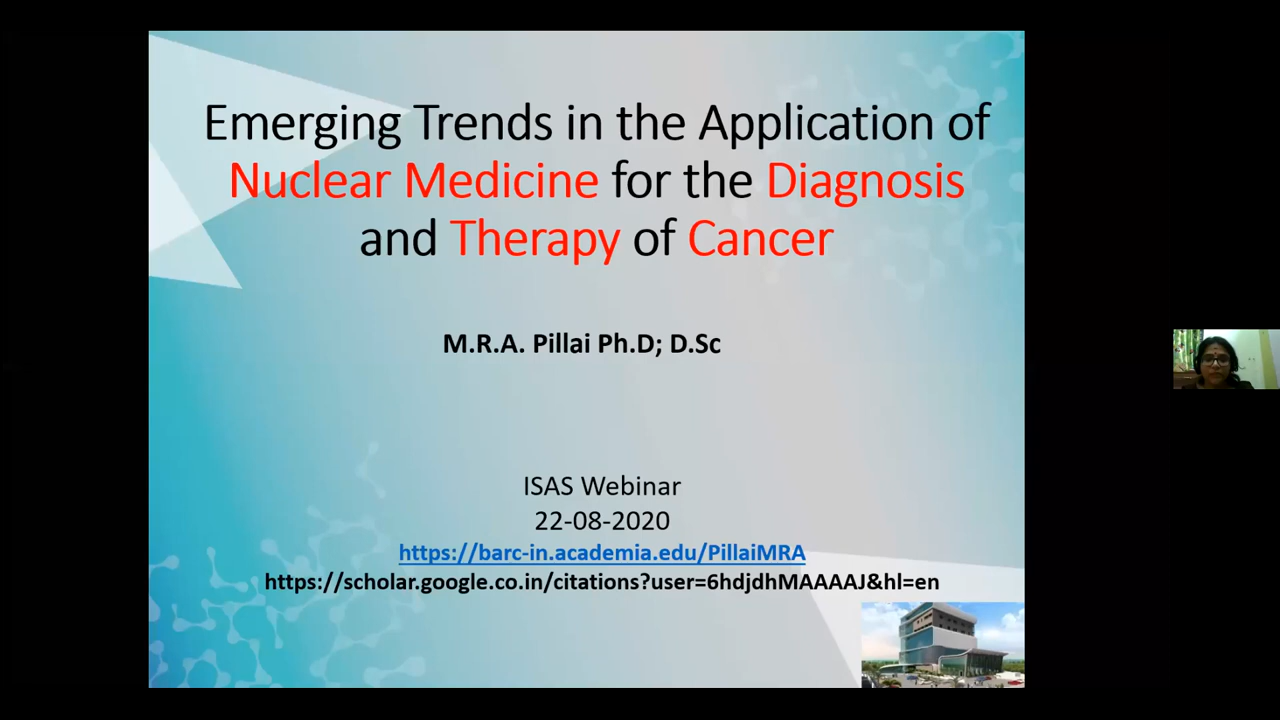 Emerging Trends in the Application of
Nuclear Medicine for the Diagnosis
and Therapy of Cancer
M.R.A. Pillai Ph.D; D.Sc
ISAS Webinar
22-08-2020
https://barc-in.academia.edu/PillaiMRA
https://scholar.google.co.in/citations?user=6hdjdhMAAAAJ&hl=en